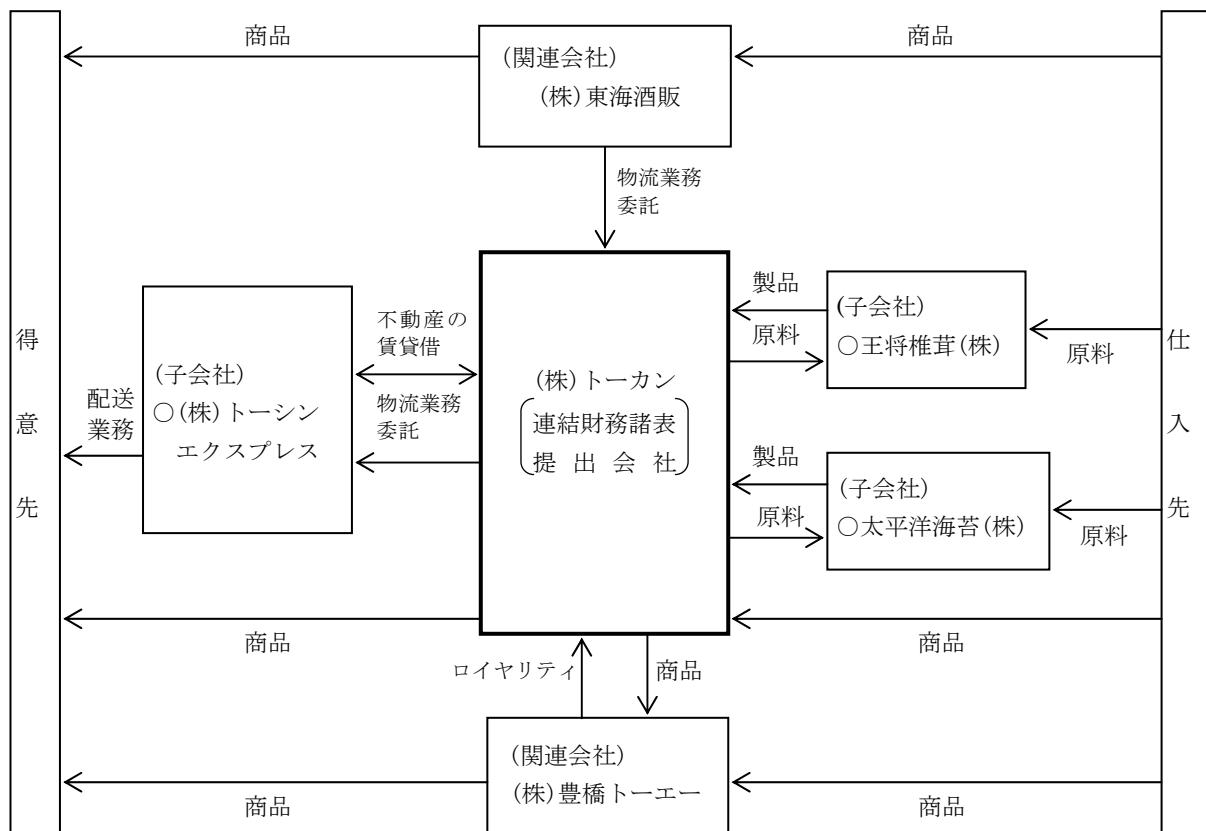 商品
(関連会社)
(株)東海酒販
商品
物流業務
委託
得意先
仕入先
配送
業務
(子会社)
○(株)トーシン
エクスプレス
不動産の
賃貸借
物流業務
委託
(株)トーカン
連結財務諸表
提出会社
製品
原料
(子会社)
○王将椎茸(株)
原料
製品
原料
(子会社)
○太平洋海苔(株)
原料
商品
商品
ロイヤリティ
商品
(関連会社)
(株)豊橋トーエー
商品
商品